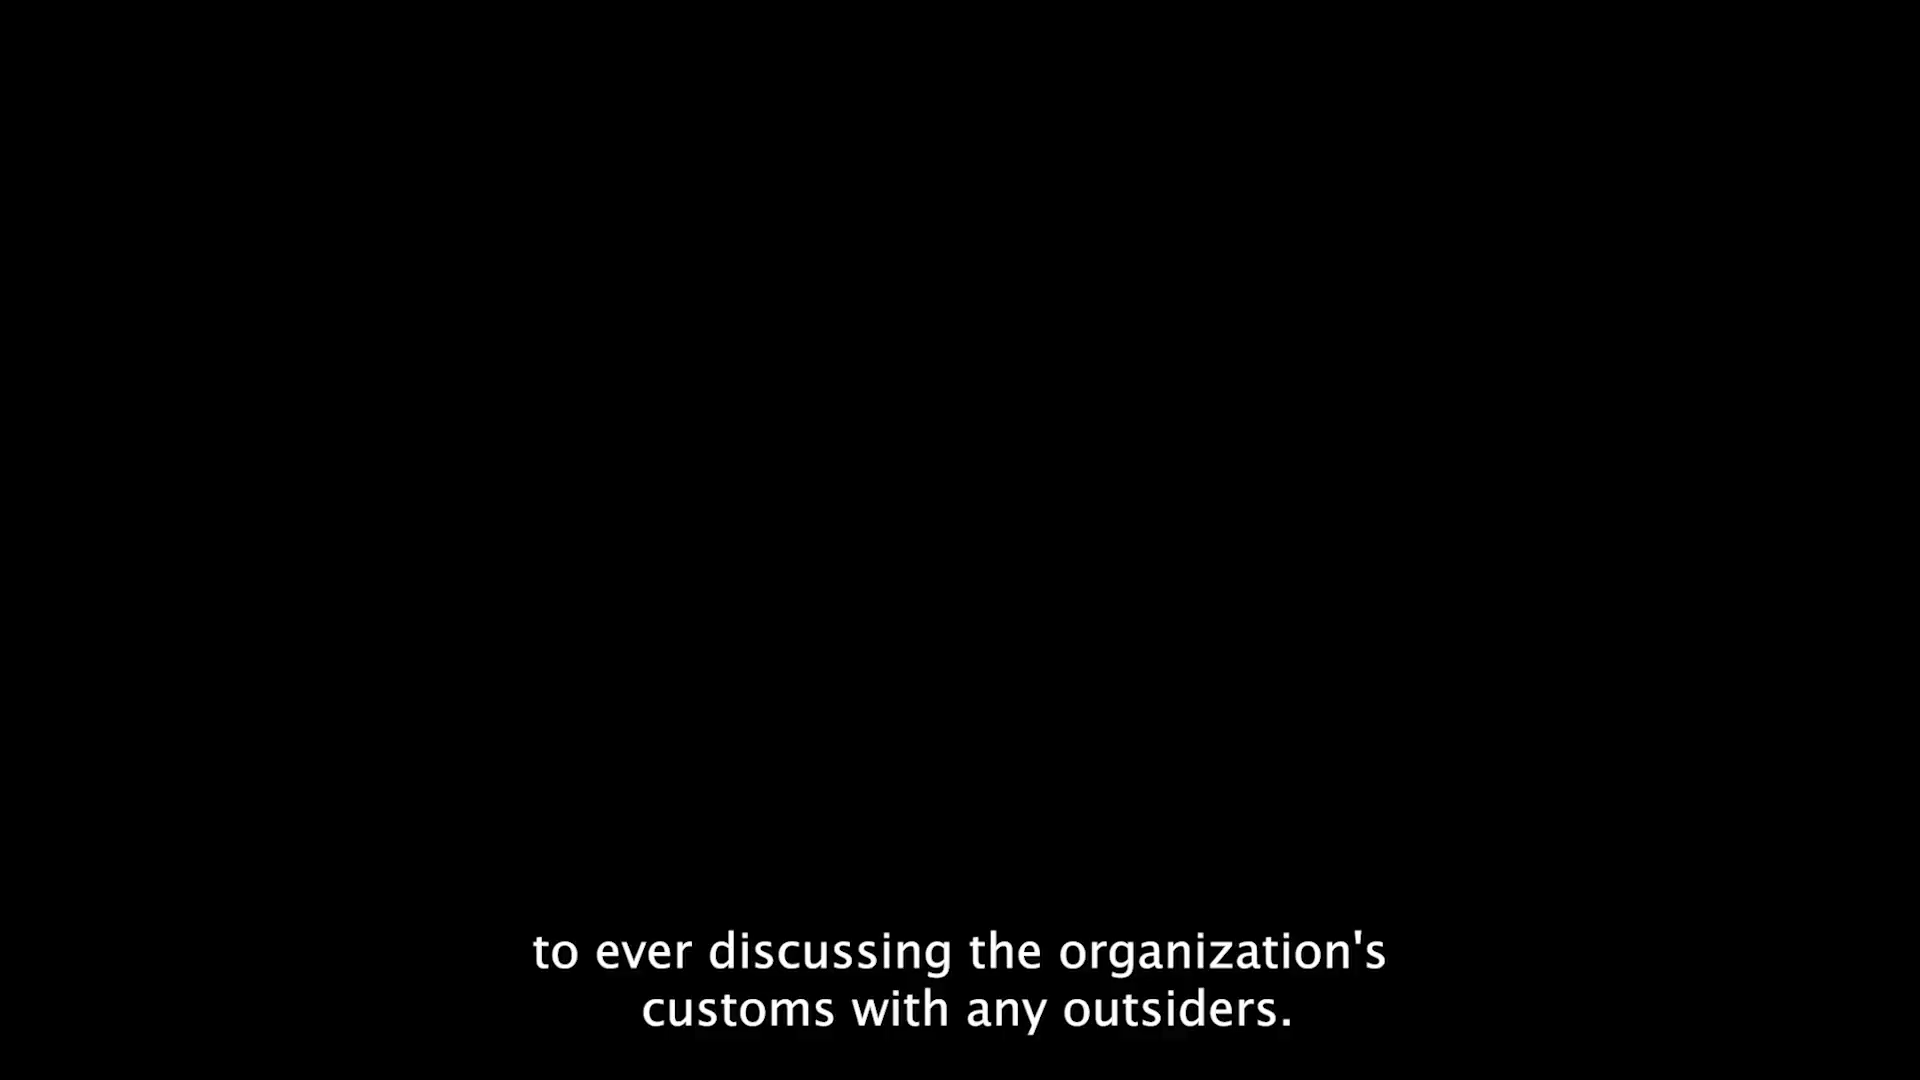 to ever discussing the organization's
customs with any outsiders.